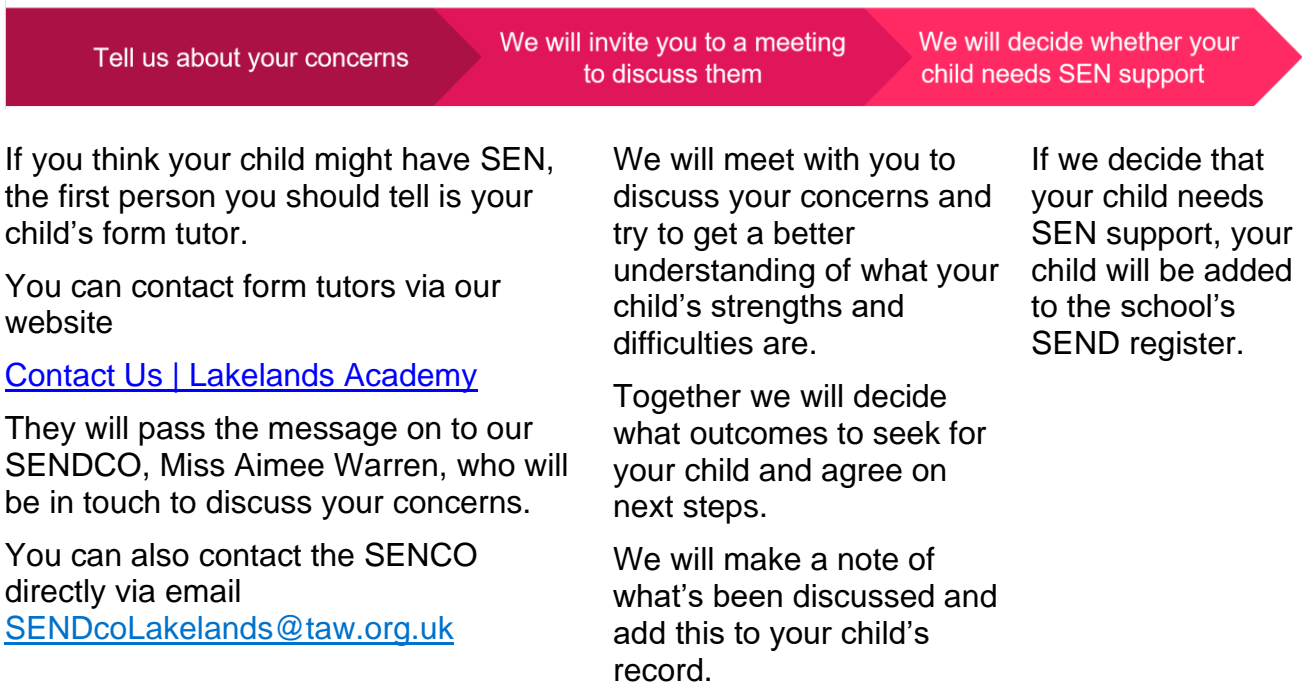 Tell us about your concerns
We will invite you to a meeting
to discuss them
We will decide whether your
child needs SEN support
If you think your child might have SEN,
the first person you should tell is your
child’s form tutor.
You can contact form tutors via our
website
Contact Us | Lakelands Academy
They will pass the message on to our
SENDCO, Miss Aimee Warren, who will
be in touch to discuss your concerns.
You can also contact the SENCO
directly via email
SENDcoLakelands@taw.org.uk
We will meet with you to
discuss your concerns and
try to get a better
understanding of what your
child’s strengths and
difficulties are.
Together we will decide
what outcomes to seek for
your child and agree on
next steps.
We will make a note of
what’s been discussed and
add this to your child’s
record.
If we decide that
your child needs
SEN support, your
child will be added
to the school’s
SEND register.